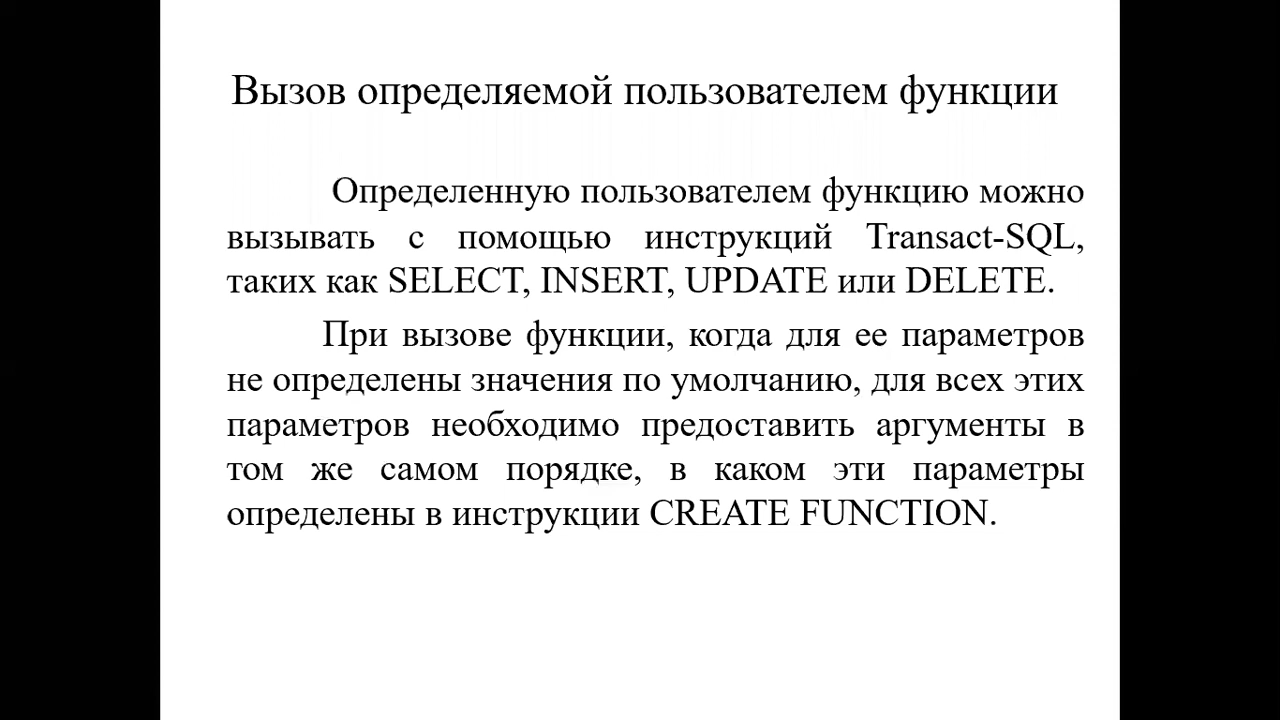 Вызов определяемой пользователем функции
Определенную пользователем функцию можно
вызывать с помощью инструкций Transact-SQL,
таких как SELECT, INSERT, UPDATE или DELETE.
При вызове функции, когда для ее параметров
не определены значения по умолчанию, для всех этих
параметров необходимо предоставить аргументы в
том же самом порядке, в каком эти параметры
определены в инструкции CREATE FUNCTION.